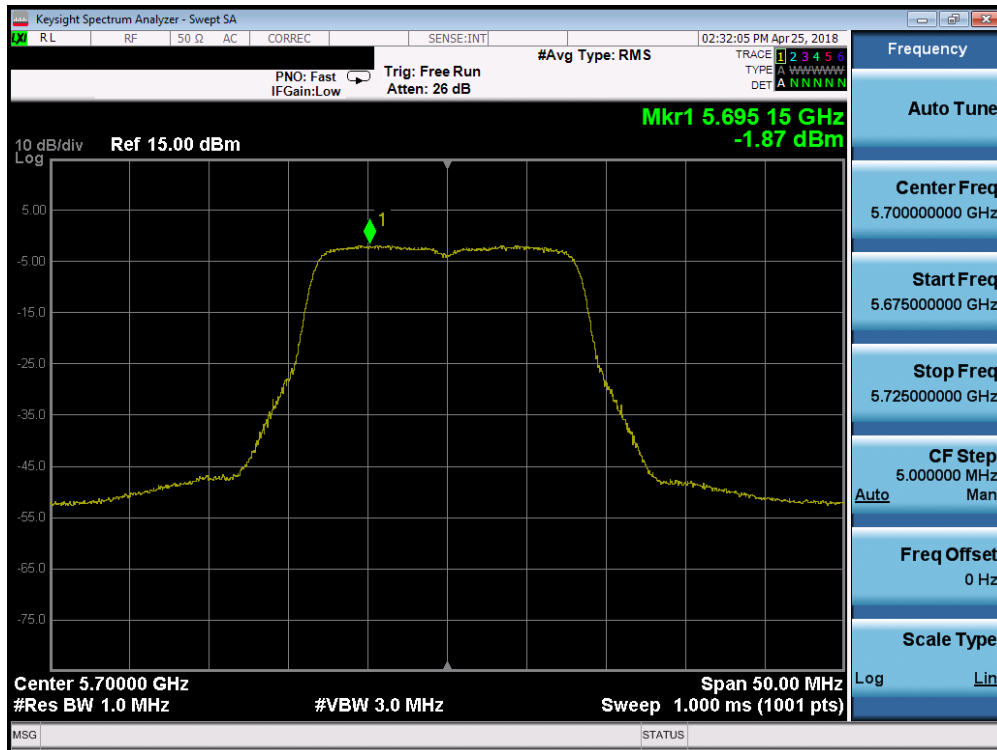 Keysight Spectrum Analyzer - Swept SA
LXI RL RF 50 Ω AC CORREC SENSE:INT 02:32:05 PM Apr 25, 2018
#Avg Type: RMS TRACE 1 2 3 4 5 6
PNO: Fast Trig: Free Run TYPE A WWWWW
IFGain:Low Atten: 26 dB DET A N N N N N
Mkr1 5.695 15 GHz
-1.87 dBm
10 dB/div Ref 15.00 dBm
Log
1
5.00
-5.00
-15.0
-25.0
-35.0
-45.0
-55.0
-65.0
-75.0
Center 5.70000 GHz Span 50.00 MHz
#Res BW 1.0 MHz #VBW 3.0 MHz Sweep 1.000 ms (1001 pts)
MSG STATUS
Frequency
Auto Tune
Center Freq
5.700000000 GHz
Start Freq
5.675000000 GHz
Stop Freq
5.725000000 GHz
CF Step
5.000000 MHz
Auto Man
Freq Offset
0 Hz
Scale Type
Log Lin